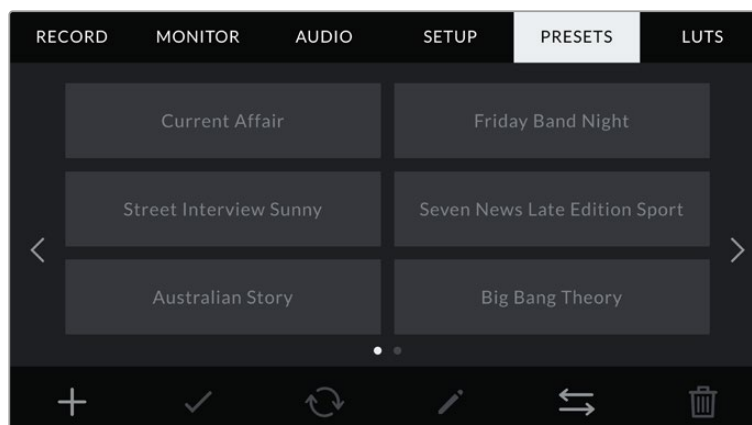 RECORD MONITOR AUDIO SETUP PRESETS LUTS
Current Affair Friday Band Night
Street Interview Sunny Seven News Late Edition Sport
Australian Story Big Bang Theory